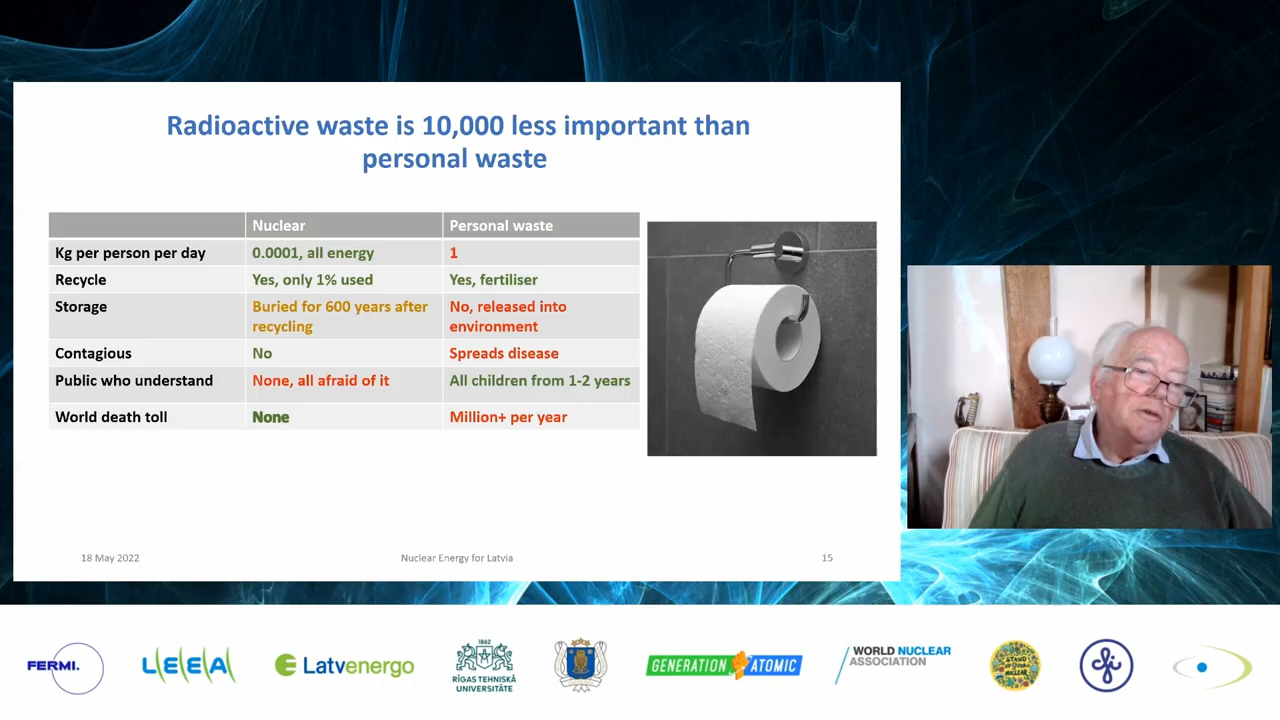 Radioactive waste is 10,000 less important than
personal waste
Nuclear Personal waste
Kg per person per day 0.0001, all energy 1
Recycle Yes, only 1% used Yes, fertiliser
Storage Buried for 600 years after No, released into
recycling environment
Contagious No Spreads disease
Public who understand None, all afraid of it All children from 1-2 years
World death toll None Million+ per year
18 May 2022 Nuclear Energy for Latvia 15
FERMI.
LEEA
Latvenergo
1862
RĪGAS TEHNISKĀ
UNIVERSITĀTE
GENERATION ATOMIC
WORLD NUCLEAR
ASSOCIATION
STAND
UP FOR
NUCLEAR